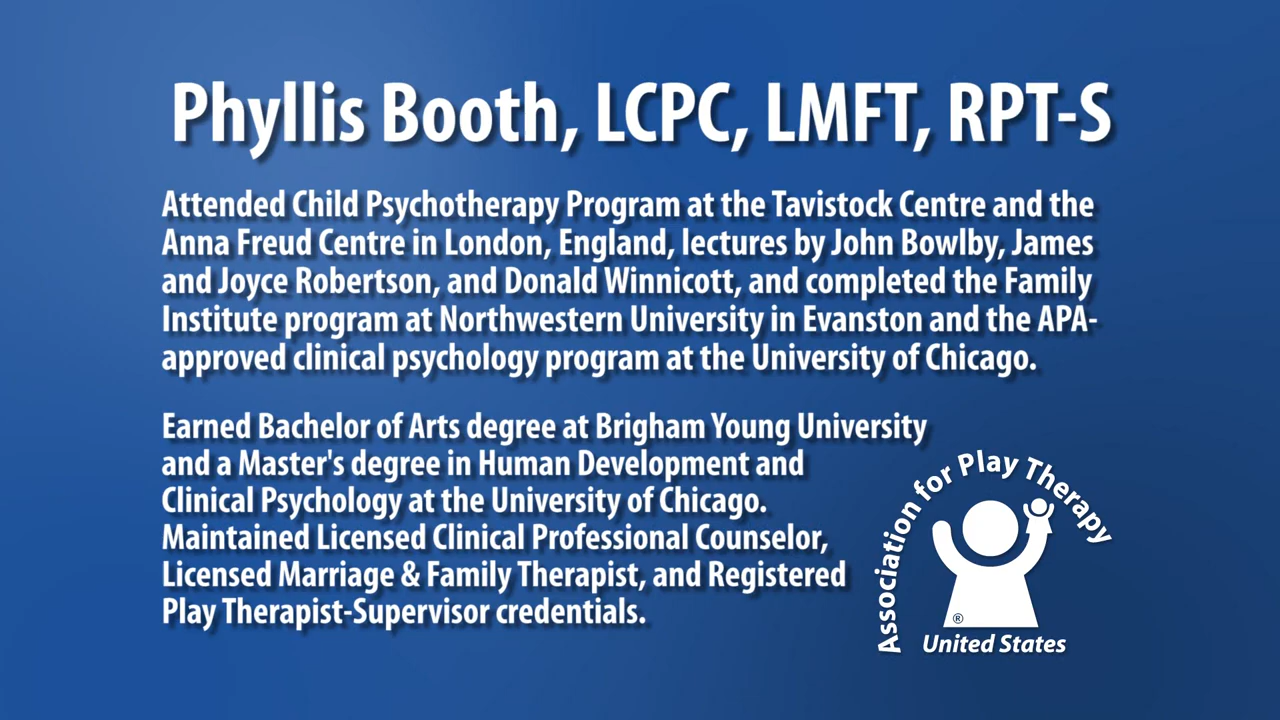 Phyllis Booth, LCPC, LMFT, RPT-S
Attended Child Psychotherapy Program at the Tavistock Centre and the
Anna Freud Centre in London, England, lectures by John Bowlby, James
and Joyce Robertson, and Donald Winnicott, and completed the Family
Institute program at Northwestern University in Evanston and the APA-
approved clinical psychology program at the University of Chicago.
Earned Bachelor of Arts degree at Brigham Young University
and a Master's degree in Human Development and
Clinical Psychology at the University of Chicago.
Maintained Licensed Clinical Professional Counselor,
Licensed Marriage & Family Therapist, and Registered
Play Therapist-Supervisor credentials.
Association for Play Therapy
®
United States